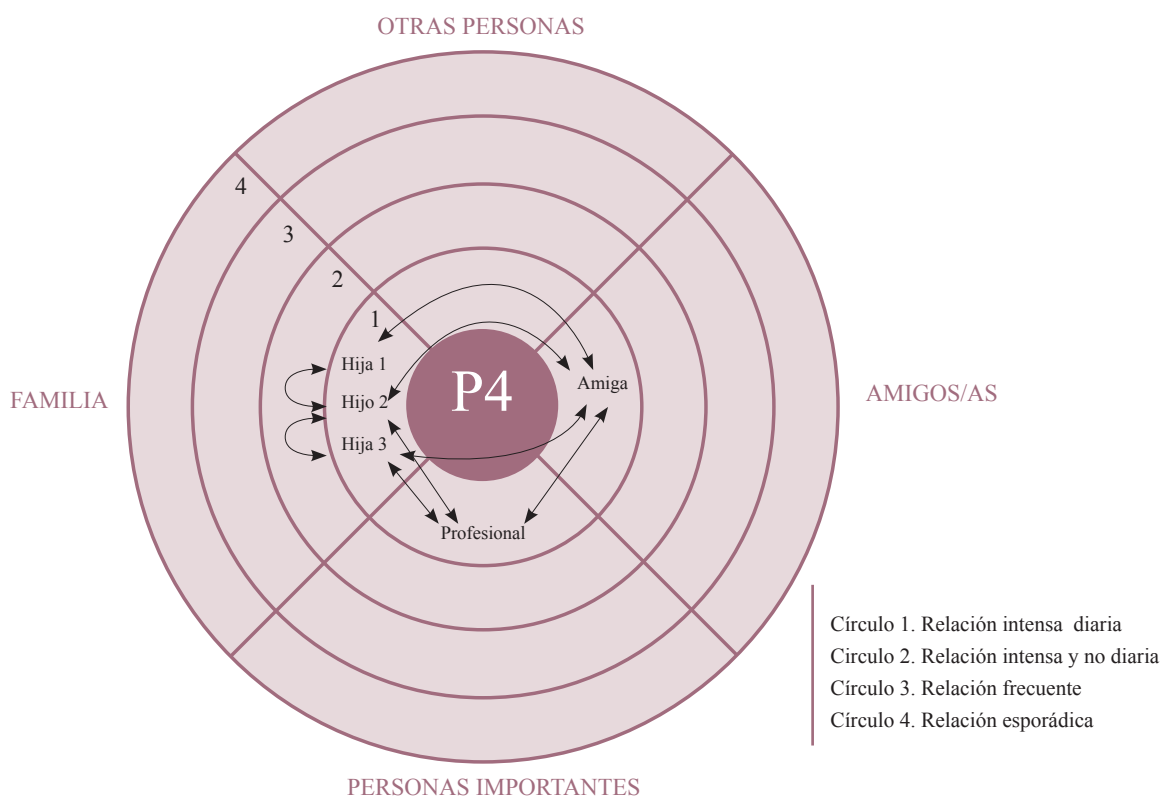 OTRAS PERSONAS
4
3
2
1
Hija 1
Hijo 2
Hija 3
P4
Amiga
Profesional
FAMILIA
AMIGOS/AS
Círculo 1. Relación intensa diaria
Circulo 2. Relación intensa y no diaria
Círculo 3. Relación frecuente
Círculo 4. Relación esporádica
PERSONAS IMPORTANTES